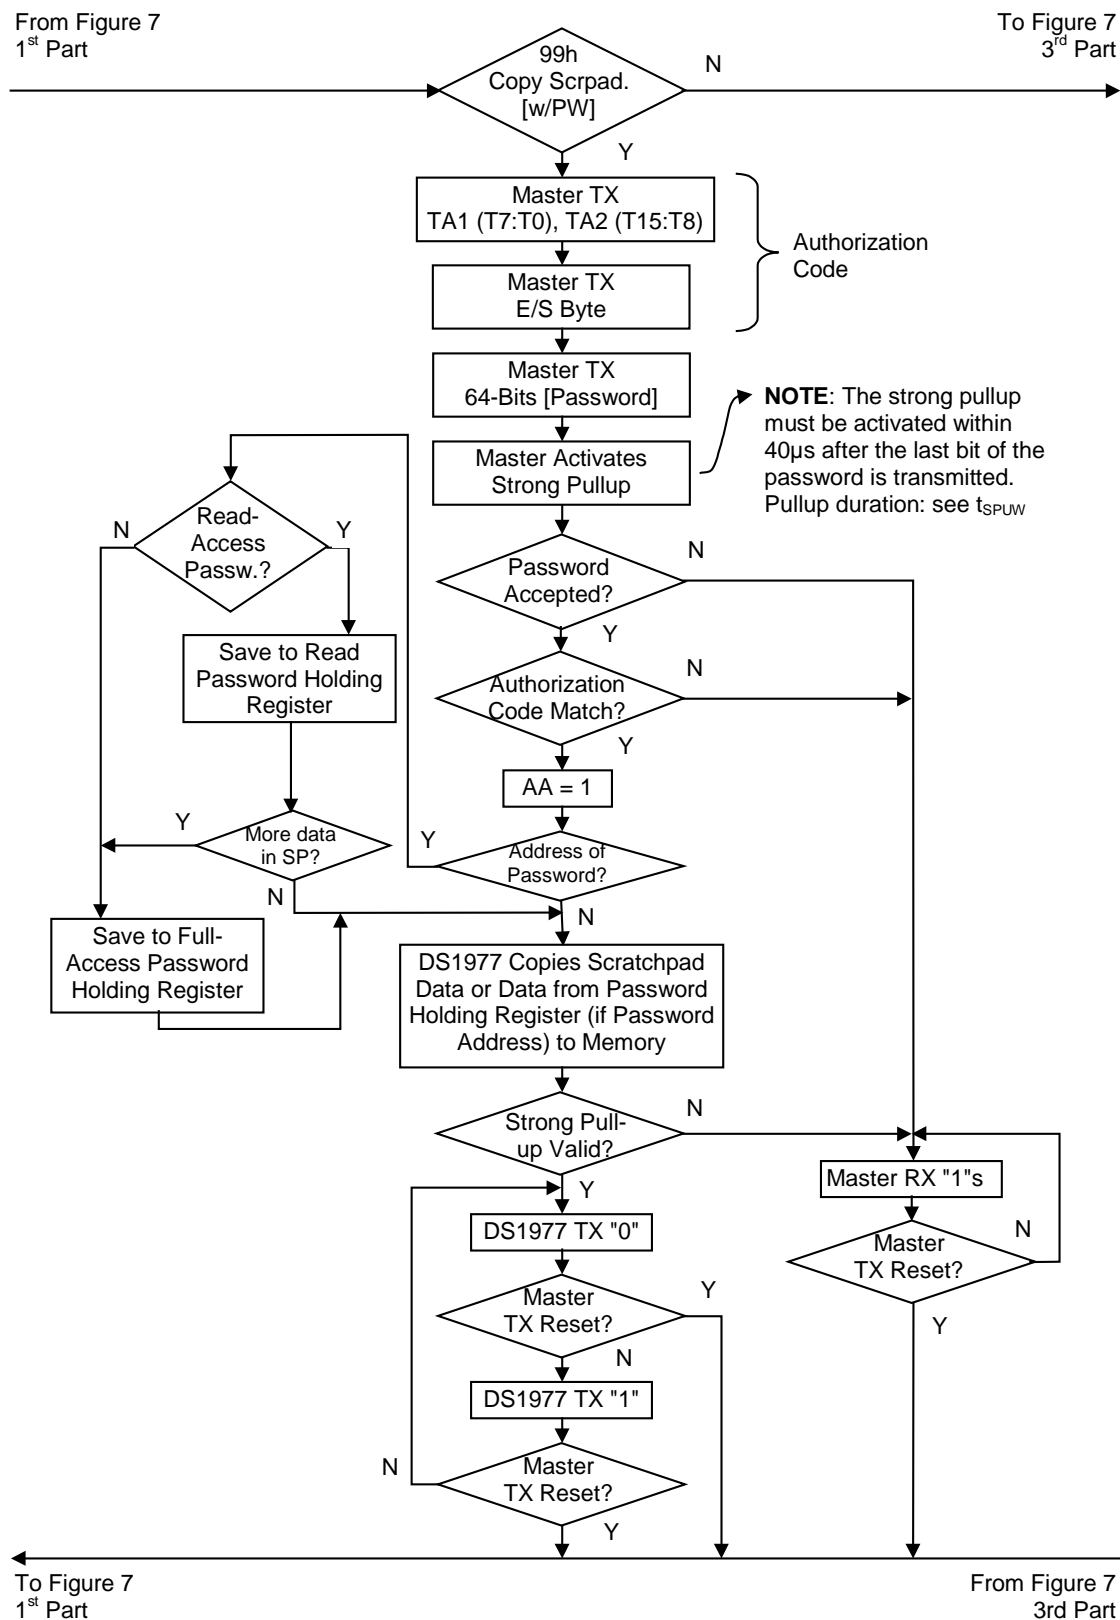 From Figure 7
1st Part
To Figure 7
3rd Part
99h
Copy Scrpad.
[w/PW]
N
Y
Master TX
TA1 (T7:T0), TA2 (T15:T8)
Authorization
Code
Master TX
E/S Byte
Master TX
64-Bits [Password]
NOTE: The strong pullup
must be activated within
40µs after the last bit of the
password is transmitted.
Pullup duration: see tSPUW
Master Activates
Strong Pullup
Read-
Access
Passw.?
N
Y
Password
Accepted?
N
Y
Save to Read
Password Holding
Register
Authorization
Code Match?
N
Y
AA = 1
More data
in SP?
Y
N
Address of
Password?
Y
N
Save to Full-
Access Password
Holding Register
DS1977 Copies Scratchpad
Data or Data from Password
Holding Register (if Password
Address) to Memory
Strong Pull-
up Valid?
N
Y
Master RX "1"s
DS1977 TX "0"
Master
TX Reset?
N
Y
Master
TX Reset?
Y
N
DS1977 TX "1"
Master
TX Reset?
N
Y
To Figure 7
1st Part
From Figure 7
3rd Part